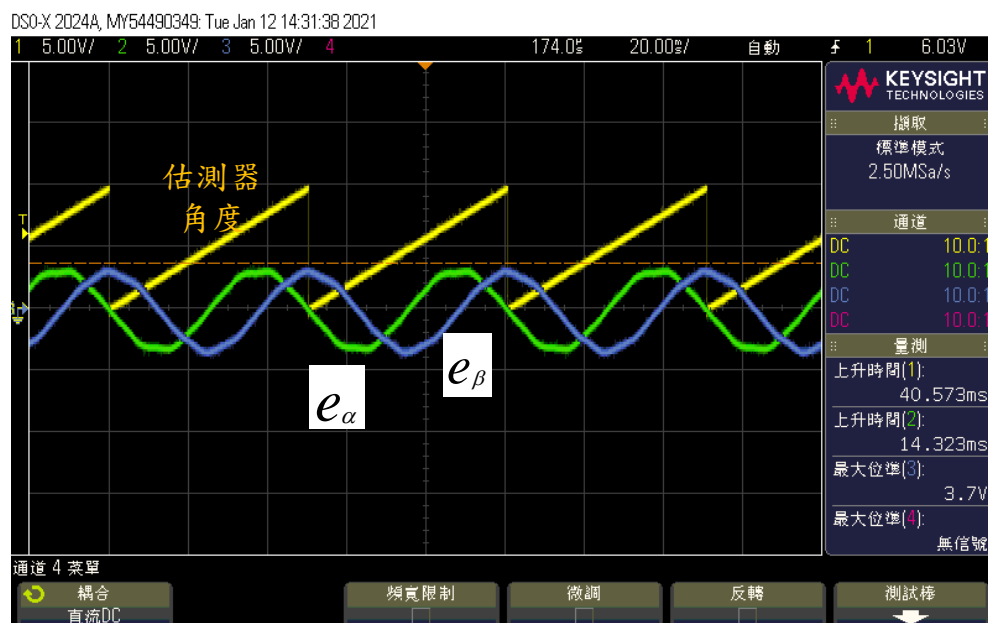 DSO-X 2024A, MY54490349: Tue Jan 12 14:31:38 2021
1 5.00V/ 2 5.00V/ 3 5.00V/ 4 174.0s 20.00s/ 自動 1 6.03V
KEYSIGHT
TECHNOLOGIES
擷取
標準模式
2.50MSa/s
通道
DC 10.0:1
DC 10.0:1
DC 10.0:1
DC 10.0:1
量測
上升時間(1):
40.573ms
上升時間(2):
14.323ms
最大位準(3):
3.7V
最大位準(4):
無信號
估測器
角度
T
eα
eβ
通道 4 菜單
耦合
直流DC
頻寬限制
微調
反轉
測試棒